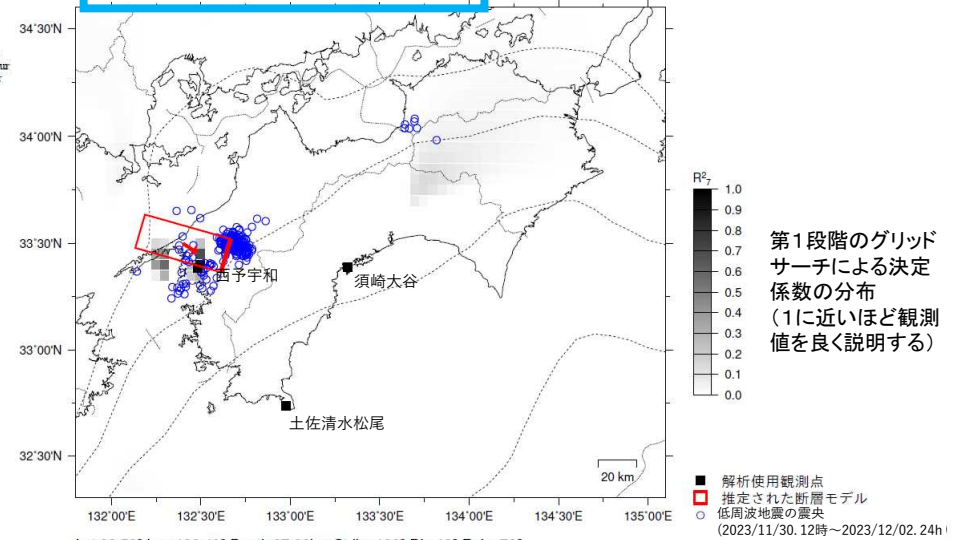 34°30'N
34°00'N
33°30'N
33°00'N
32°30'N
132°00'E
132°30'E
133°00'E
133°30'E
134°00'E
134°30'E
135°00'E
西予宇和
須崎大谷
土佐清水松尾
20 km
R²₇
1.0
0.9
0.8
0.7
0.6
0.5
0.4
0.3
0.2
0.1
0.0
第1段階のグリッド
サーチによる決定
係数の分布
(1に近いほど観測
値を良く説明する)
解析使用観測点
推定された断層モデル
低周波地震の震央
(2023/11/30.12時~2023/12/02.24h